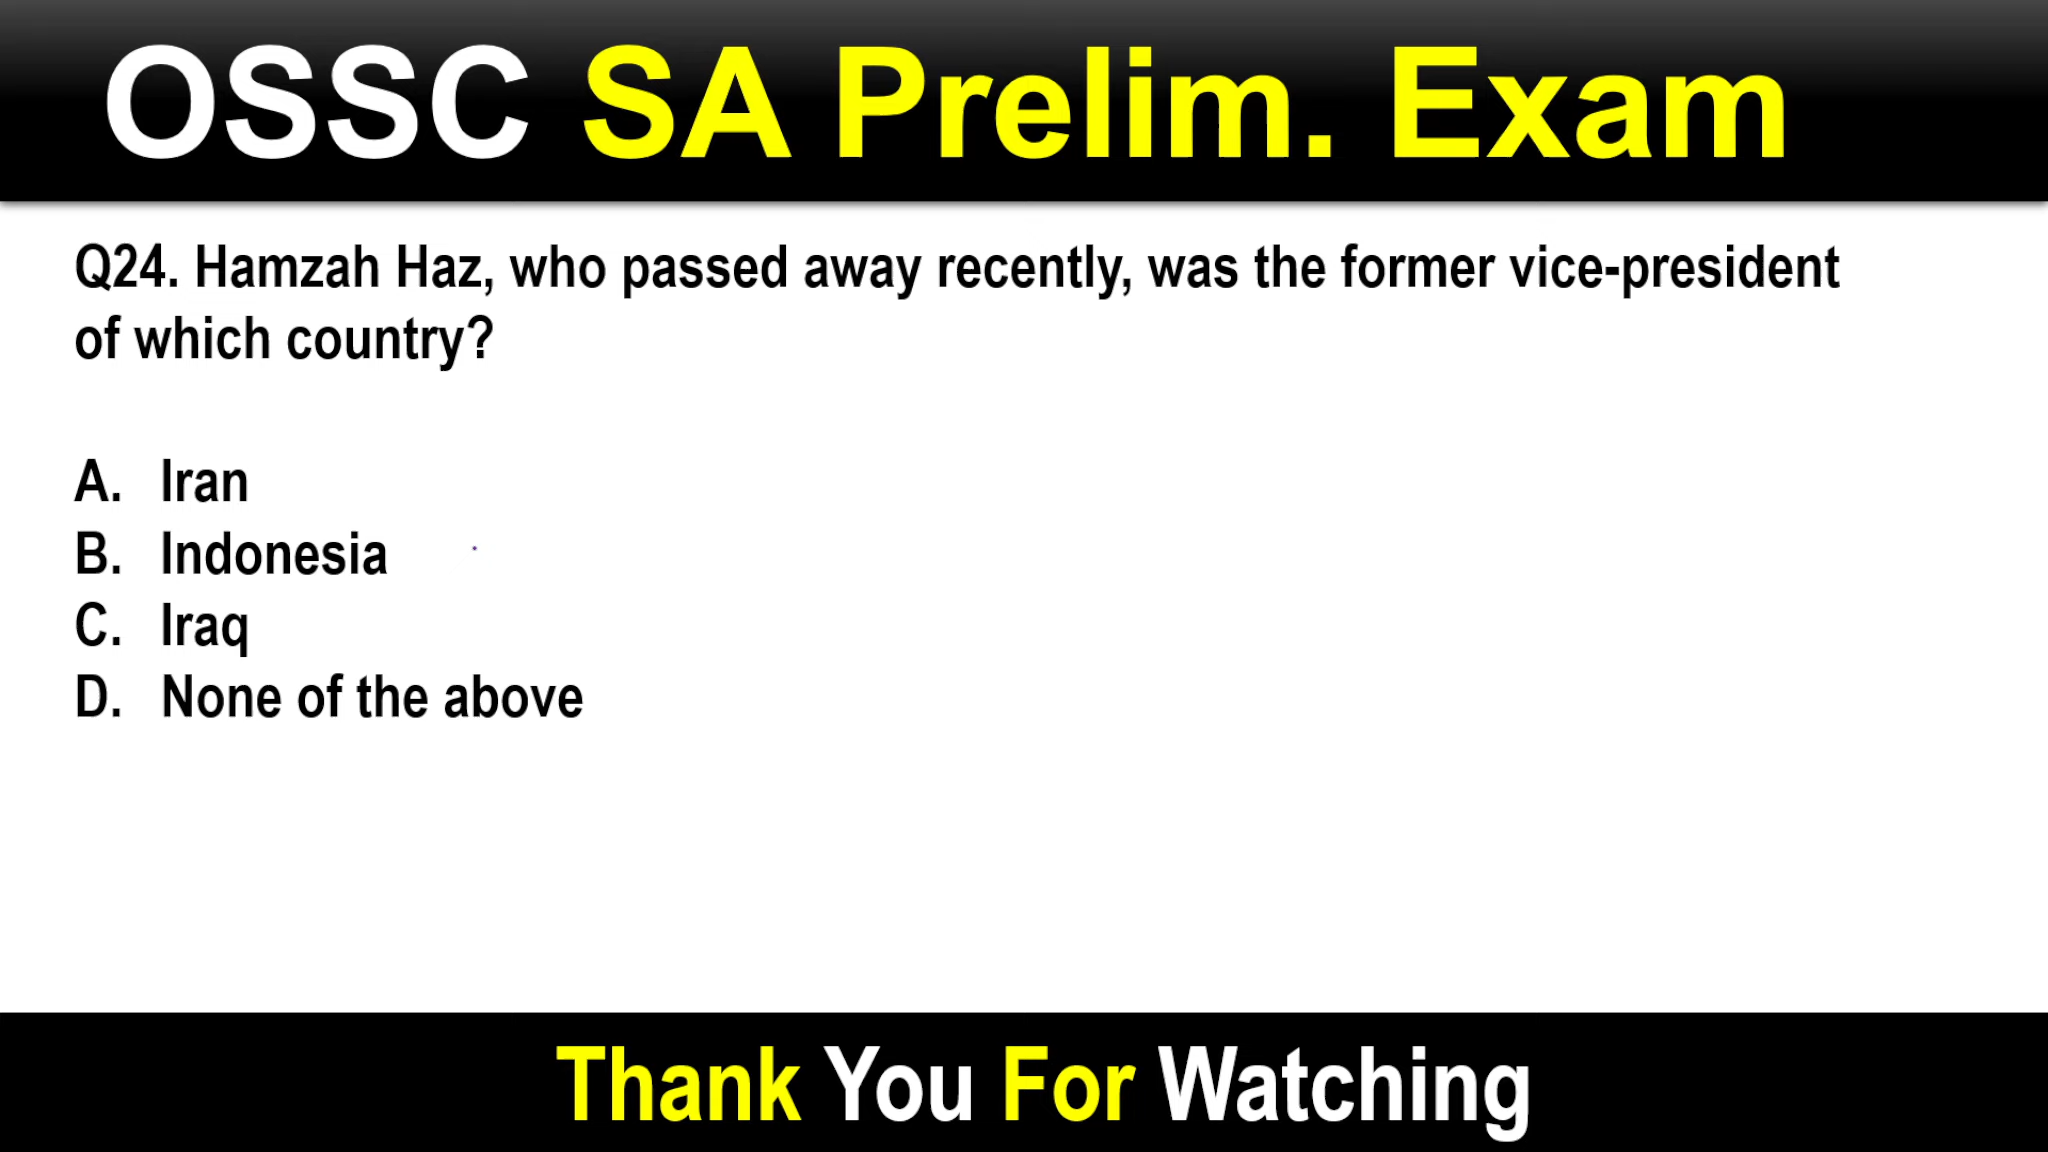 OSSC SA Prelim. Exam
Q24. Hamzah Haz, who passed away recently, was the former vice-president
of which country?
A. Iran
B. Indonesia
C. Iraq
D. None of the above
Thank You For Watching